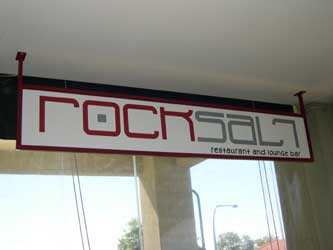 rocksalt
restaurant and lounge bar